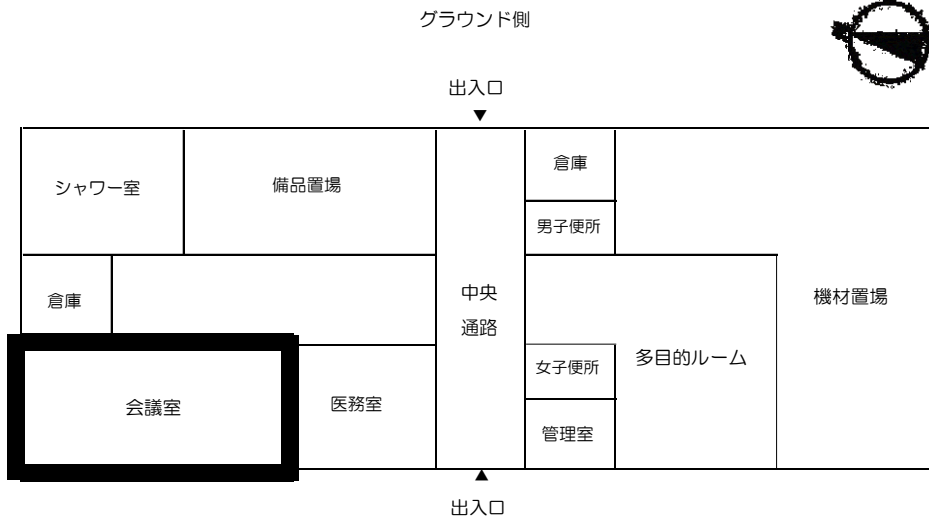 グラウンド側
出入口
▼
シャワー室
備品置場
倉庫
男子便所
倉庫
中央
通路
機材置場
女子便所
多目的ルーム
会議室
医務室
管理室
▲
出入口